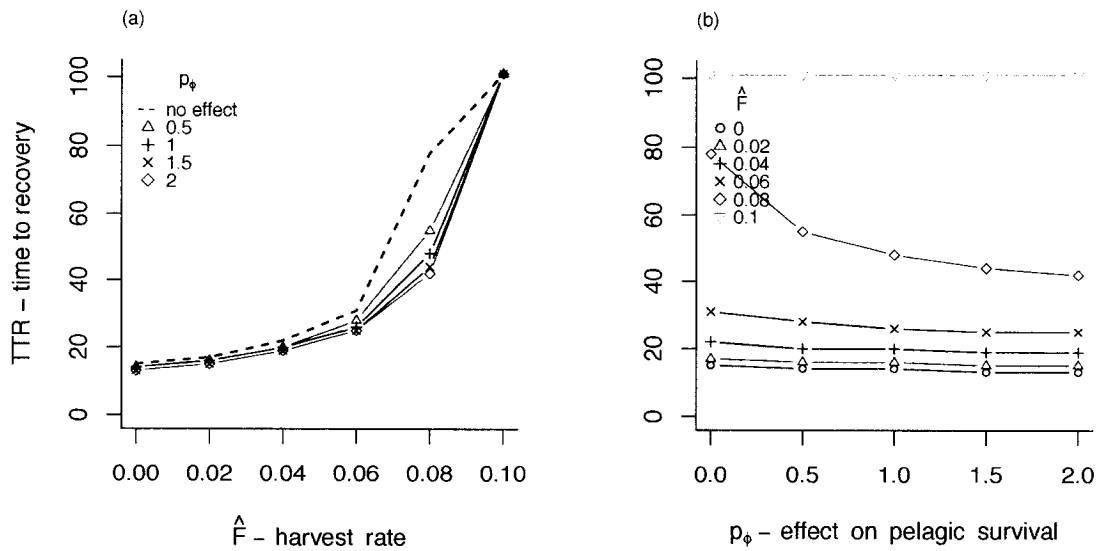 (a)
TTR – time to recovery
100
80
60
40
20
0
pϕ
no effect
0.5
1
1.5
2
0.00 0.02 0.04 0.06 0.08 0.10
F̂ – harvest rate
(b)
100
80
60
40
20
0
F̂
0
0.02
0.04
0.06
0.08
0.1
0.0 0.5 1.0 1.5 2.0
pϕ – effect on pelagic survival